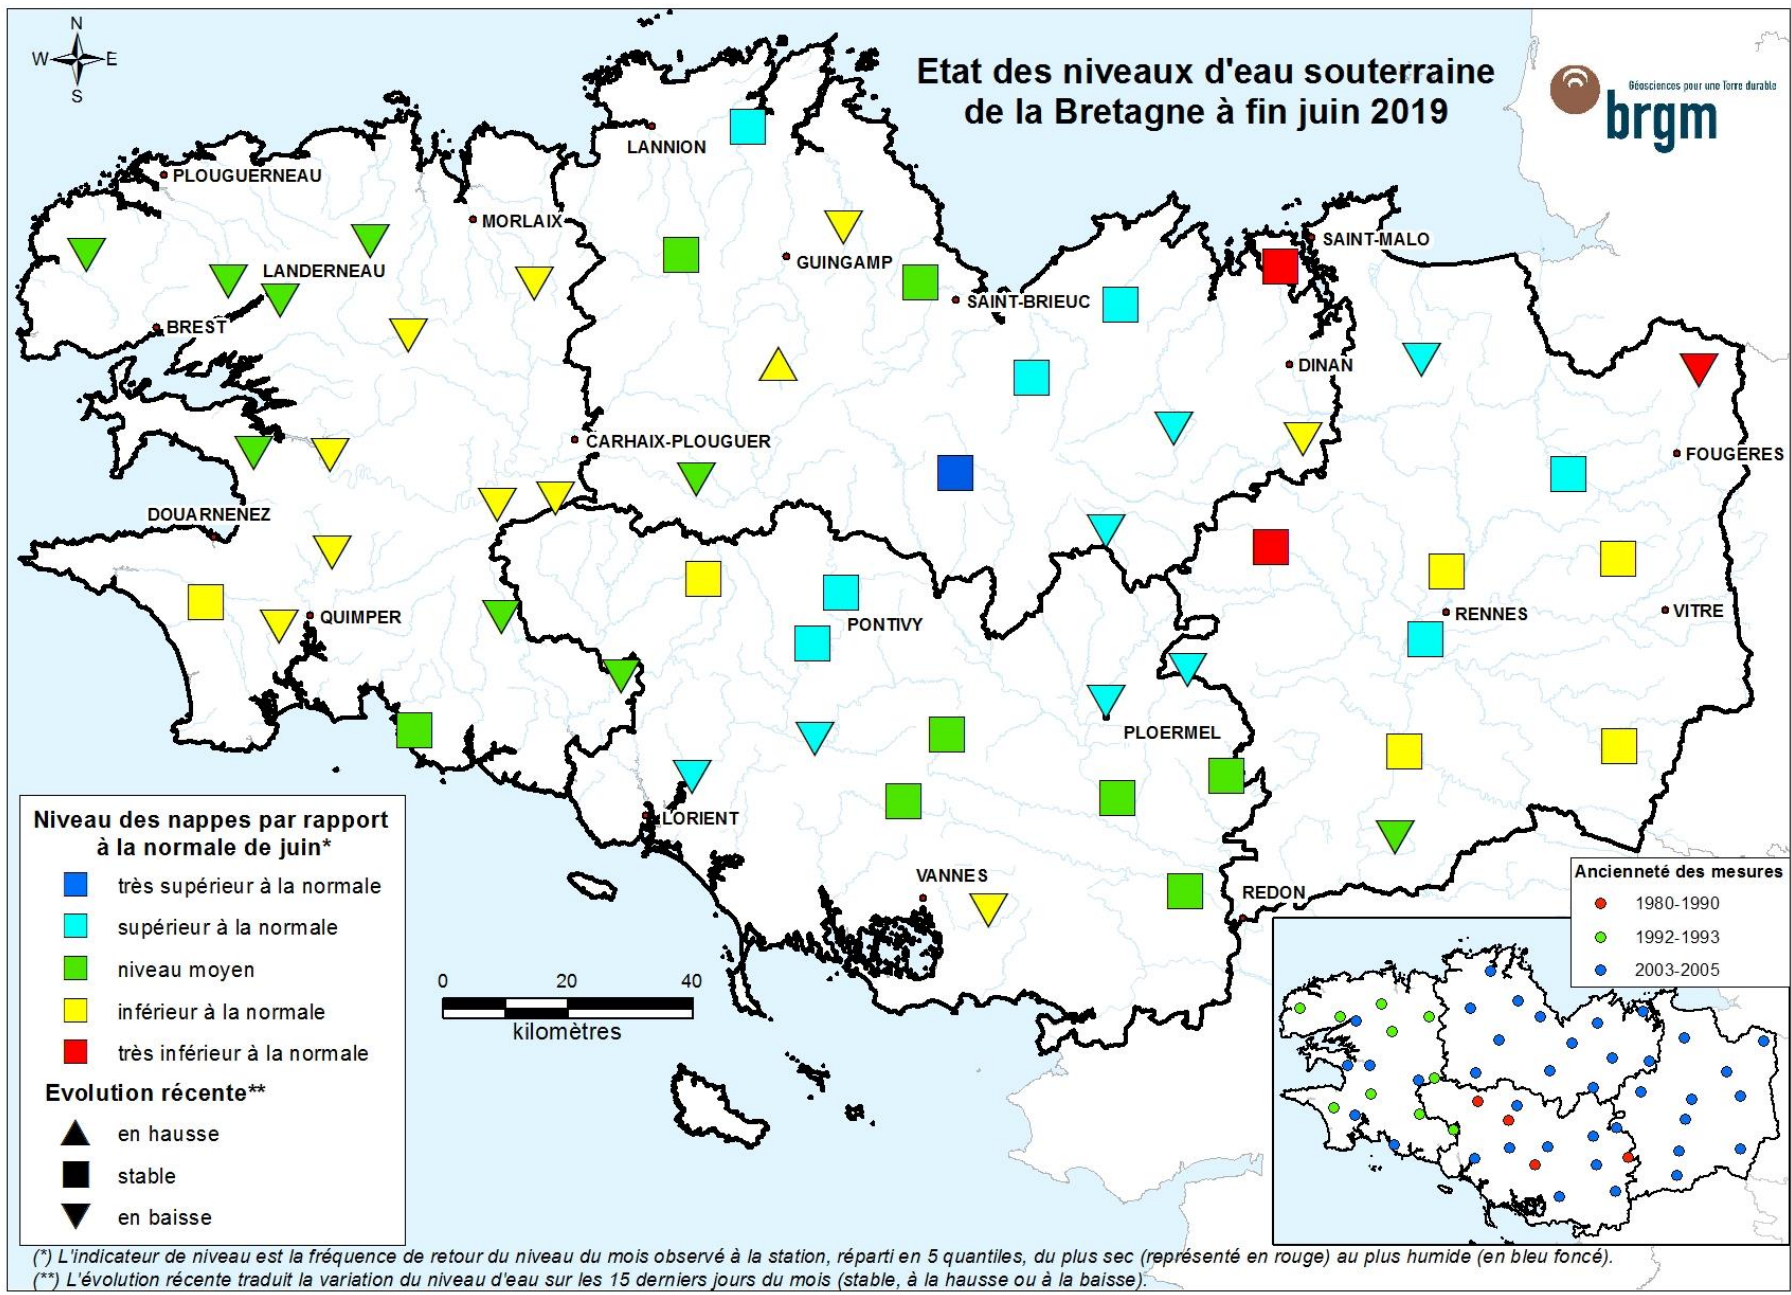 N
W
E
S
Etat des niveaux d'eau souterraine
de la Bretagne à fin juin 2019
Géosciences pour une Terre durable
brgm
LANNION
PLOUGUERNEAU
MORLAIX
SAINT-MALO
GUINGAMP
LANDERNEAU
SAINT-BRIEUC
BREST
DINAN
CARHAIX-PLOUGUER
FOUGERES
DOUARNENEZ
QUIMPER
PONTIVY
RENNES
VITRE
PLOERMEL
LORIENT
VANNES
REDON
Niveau des nappes par rapport
à la normale de juin*
très supérieur à la normale
supérieur à la normale
niveau moyen
inférieur à la normale
très inférieur à la normale
Evolution récente**
en hausse
stable
en baisse
0 20 40
kilomètres
Ancienneté des mesures
1980-1990
1992-1993
2003-2005
(*) L'indicateur de niveau est la fréquence de retour du niveau du mois observé à la station, réparti en 5 quantiles, du plus sec (représenté en rouge) au plus humide (en bleu foncé).
(**) L'évolution récente traduit la variation du niveau d'eau sur les 15 derniers jours du mois (stable, à la hausse ou à la baisse).